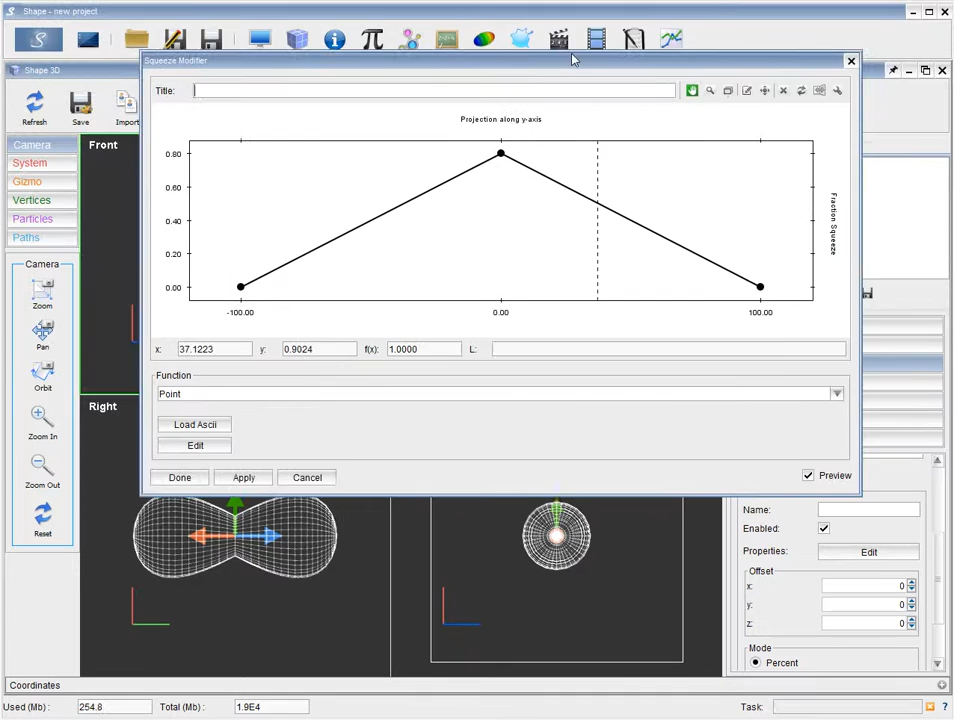 Shape - new project
S
π
Shape 3D
Squeeze Modifier
Title:
Refresh
Save
Import
Camera
System
Gizmo
Vertices
Particles
Paths
Front
Projection along y-axis
0.80
0.60
0.40
0.20
0.00
Fraction Squeeze
-100.00
0.00
100.00
x: 37.1223 y: 0.9024 f(x): 1.0000 L:
Function
Point
Load Ascii
Edit
Done
Apply
Cancel
Preview
Camera
Zoom
Pan
Orbit
Zoom In
Zoom Out
Reset
Right
Name:
Enabled:
Properties: Edit
Offset
x: 0
y: 0
z: 0
Mode
Percent
Coordinates
Used (Mb) : 254.8 Total (Mb) : 1.9E4 Task: ?